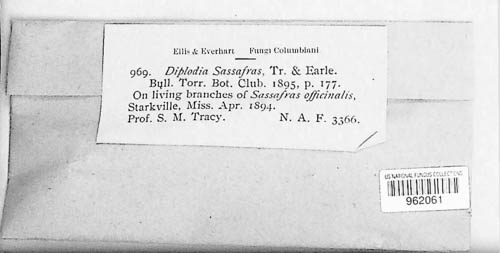 Ellis & Everhart — Fungi Columbiani
969. Diplodia Sassafras, Tr. & Earle.
Bull. Torr. Bot. Club. 1895, p. 177.
On living branches of Sassafras officinalis,
Starkville, Miss. Apr. 1894.
Prof. S. M. Tracy. N. A. F. 3366.
US NATIONAL FUNGUS COLLECTIONS
962061